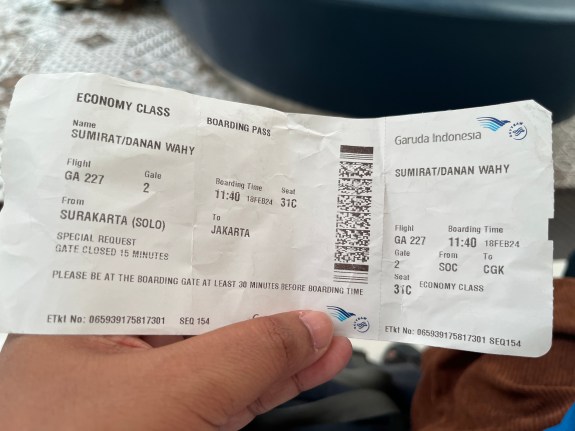 ECONOMY CLASS
BOARDING PASS
Name
SUMIRAT/DANAN WAHY
Flight
Gate
GA 227
2
Boarding Time
Seat
11:40 18FEB24 31C
From
To
SURAKARTA (SOLO)
JAKARTA
SPECIAL REQUEST
GATE CLOSED 15 MINUTES
PLEASE BE AT THE BOARDING GATE AT LEAST 30 MINUTES BEFORE BOARDING TIME
ETkt No: 065939175817301 SEQ 154
Garuda Indonesia
SUMIRAT/DANAN WAHY
Flight
Boarding Time
GA 227
11:40 18FEB24
Gate
From
To
2
SOC
CGK
Seat
31C
ECONOMY CLASS
ETkt No: 065939175817301 SEQ154